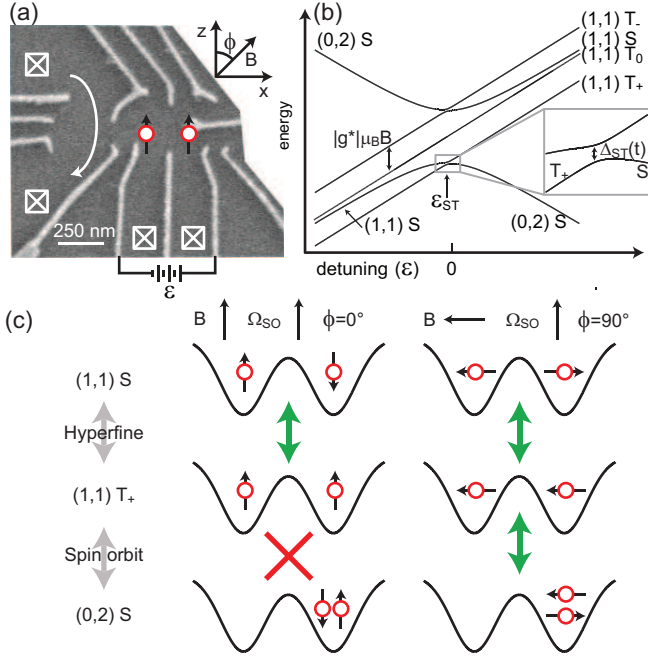 (a)
z
ϕ
B
x
250 nm
ε
(b)
(0,2) S
(1,1) T₋
(1,1) S
(1,1) T₀
(1,1) T₊
energy
|g*|μ_B B
Δ_ST(t)
T₊
S
ε_ST
(1,1) S
(0,2) S
detuning (ε)
0
(c)
B
Ω_SO
ϕ=0°
B
Ω_SO
ϕ=90°
(1,1) S
Hyperfine
(1,1) T₊
Spin orbit
(0,2) S